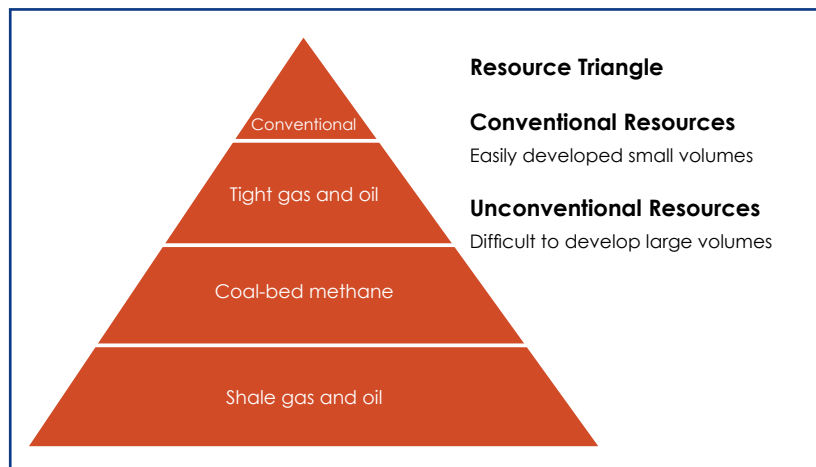 Resource Triangle
Conventional Resources
Easily developed small volumes
Unconventional Resources
Difficult to develop large volumes
Conventional
Tight gas and oil
Coal-bed methane
Shale gas and oil